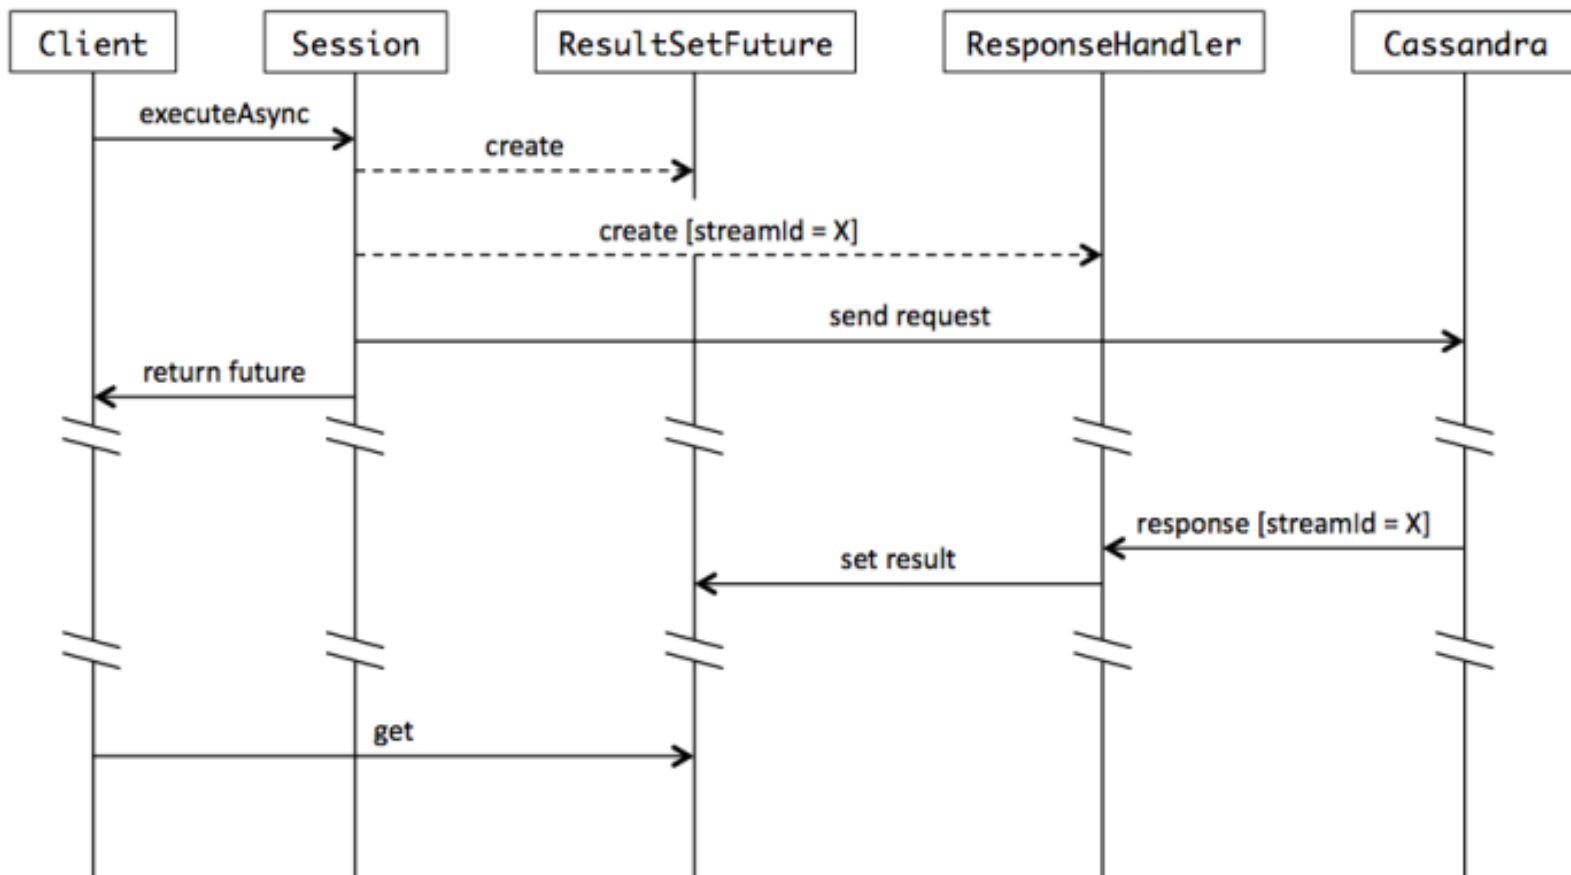 Client
Session
ResultSetFuture
ResponseHandler
Cassandra
executeAsync
create
create [streamId = X]
send request
return future
response [streamId = X]
set result
get